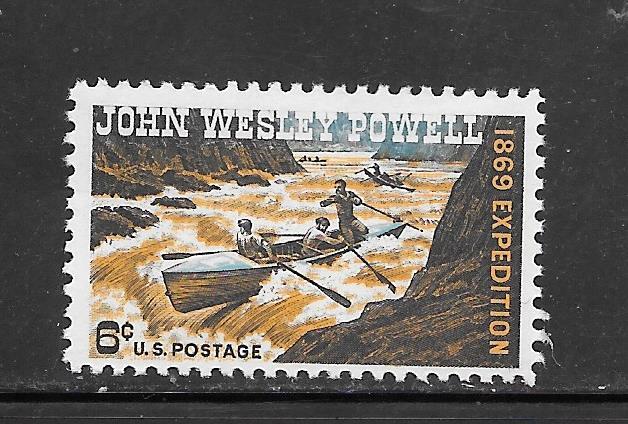 JOHN WESLEY POWELL
1869 EXPEDITION
6¢
U.S. POSTAGE